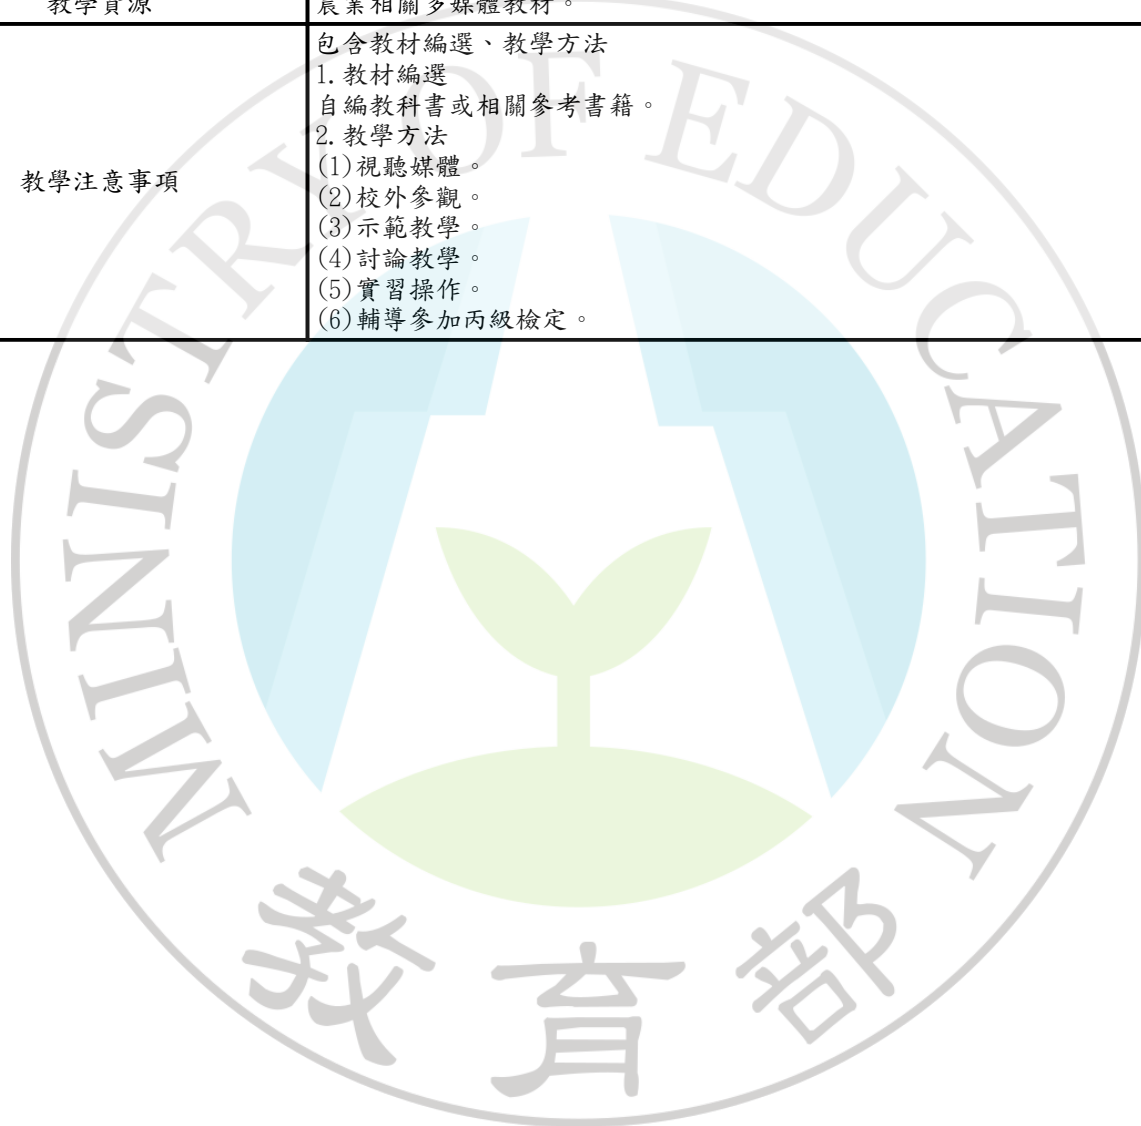 教學資源
農業相關多媒體教材。
教學注意事項
包含教材編選、教學方法
1.教材編選
自編教科書或相關參考書籍。
2.教學方法
(1)視聽媒體。
(2)校外參觀。
(3)示範教學。
(4)討論教學。
(5)實習操作。
(6)輔導參加丙級檢定。
MINISTRY OF EDUCATION
教育部